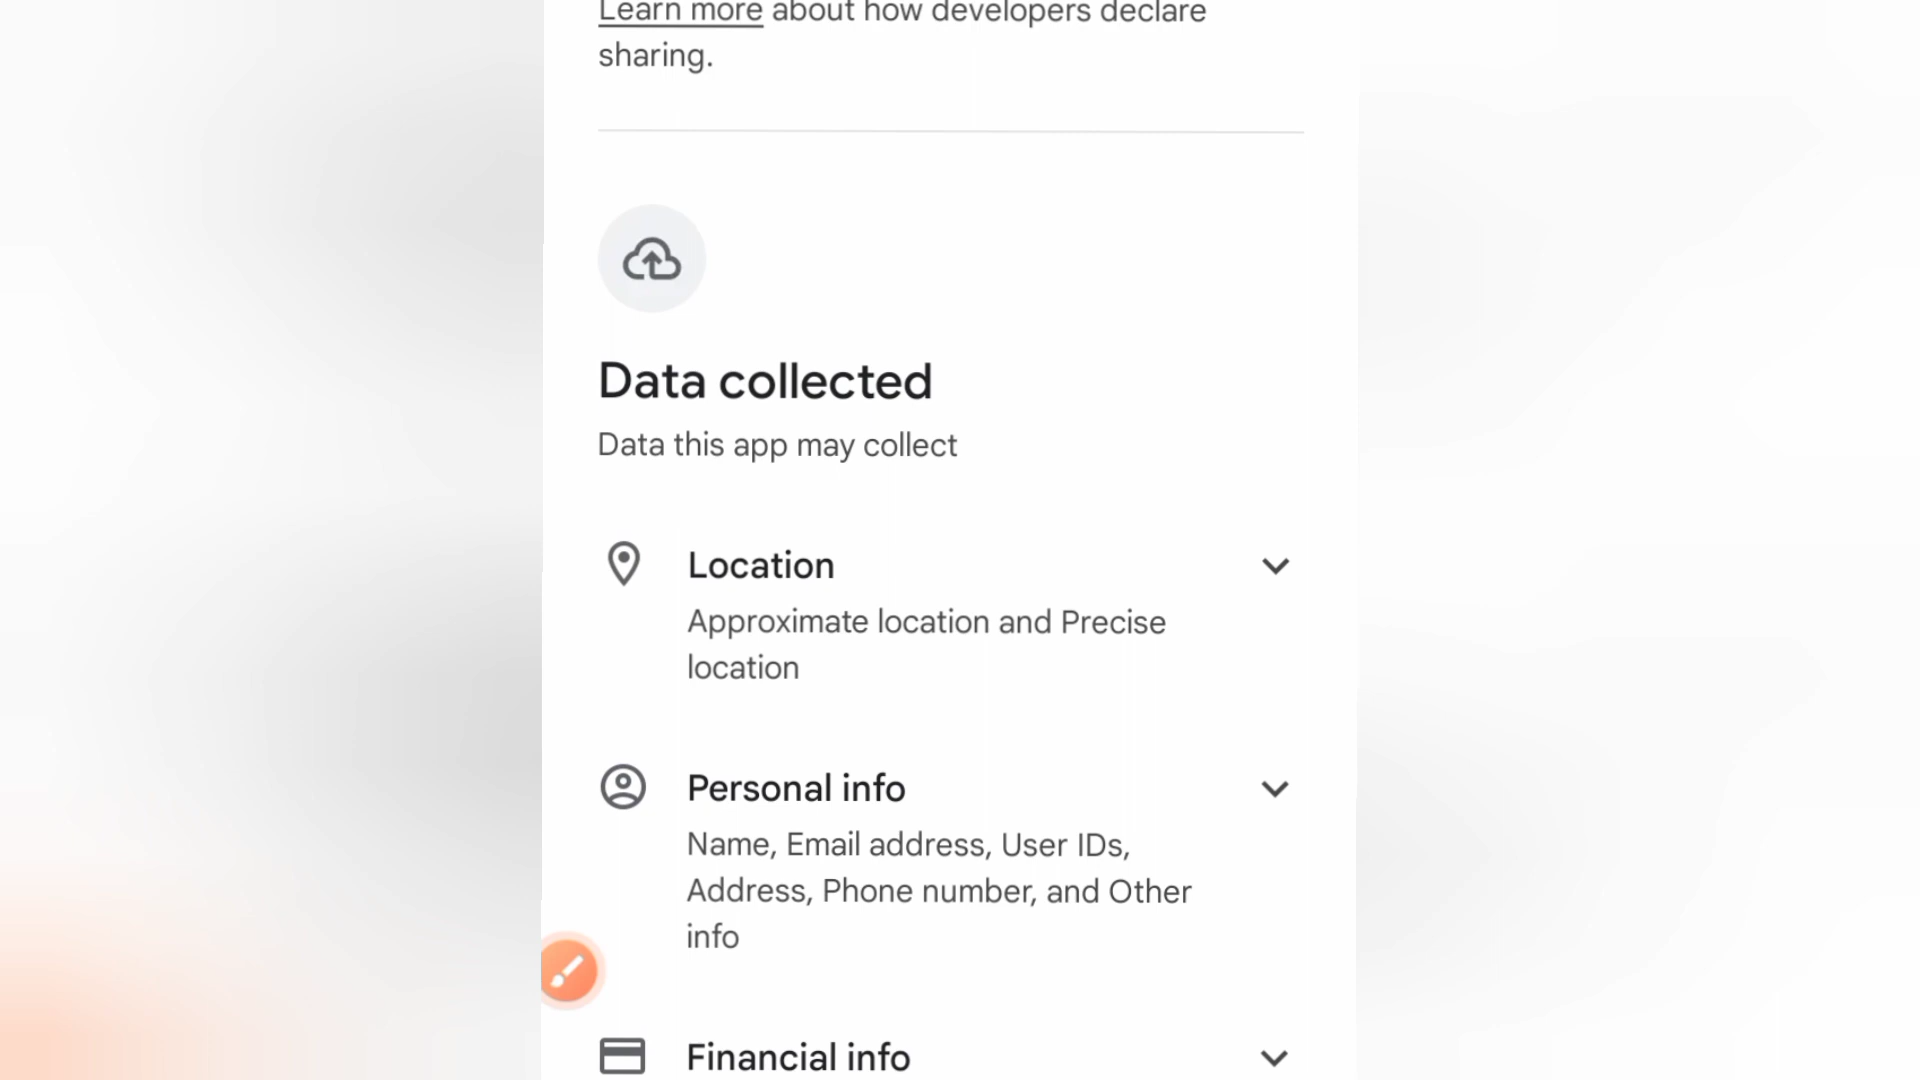 Learn more about how developers declare
sharing.
Data collected
Data this app may collect
Location
Approximate location and Precise
location
Personal info
Name, Email address, User IDs,
Address, Phone number, and Other
info
Financial info